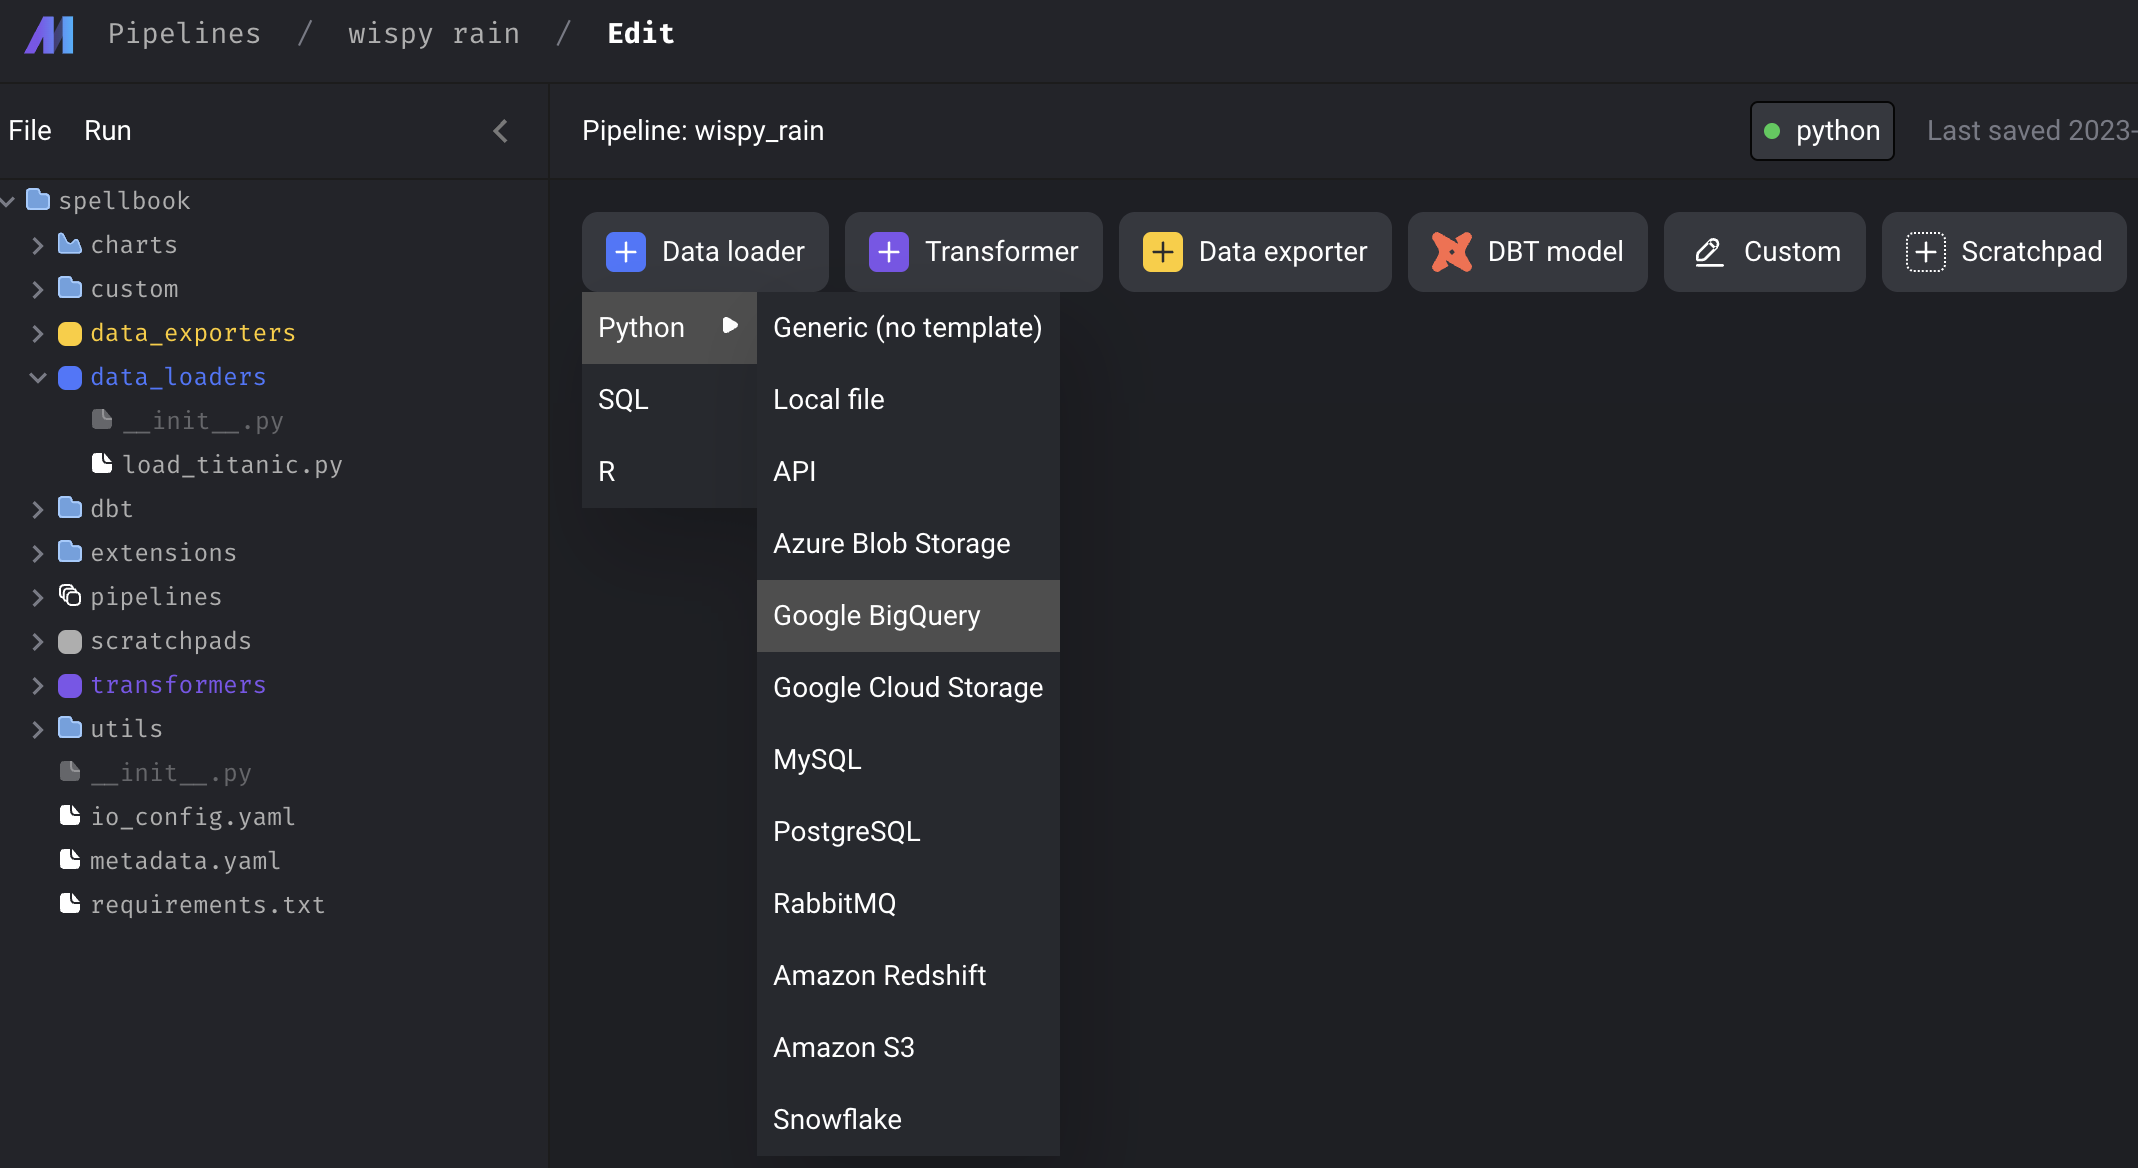 Pipelines / wispy rain / Edit
File Run
Pipeline: wispy_rain
python
Last saved 2023-
spellbook
charts
custom
data_exporters
data_loaders
__init__.py
load_titanic.py
dbt
extensions
pipelines
scratchpads
transformers
utils
__init__.py
io_config.yaml
metadata.yaml
requirements.txt
Data loader
Transformer
Data exporter
DBT model
Custom
Scratchpad
Python
SQL
R
Generic (no template)
Local file
API
Azure Blob Storage
Google BigQuery
Google Cloud Storage
MySQL
PostgreSQL
RabbitMQ
Amazon Redshift
Amazon S3
Snowflake